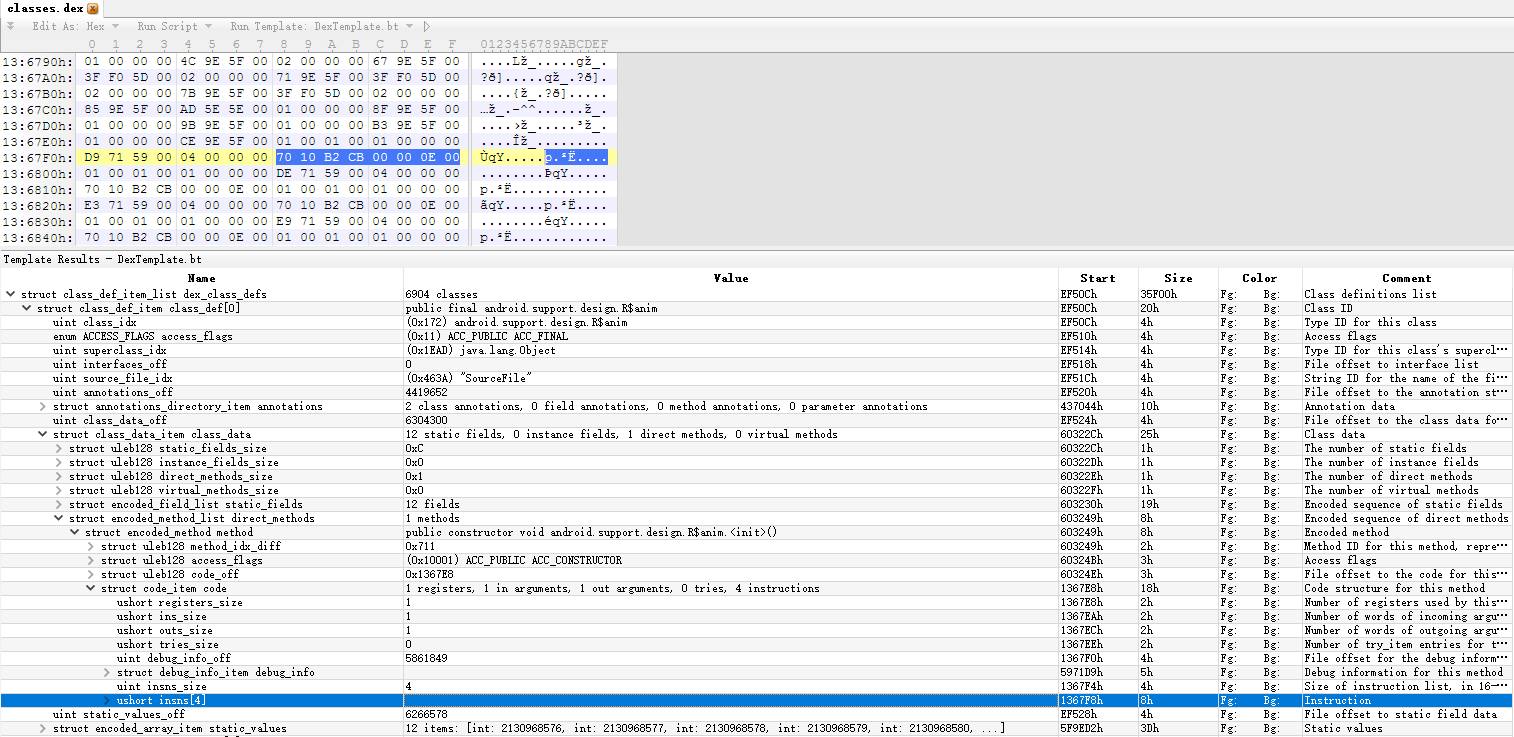 classes.dex
Edit As: Hex Run Script Run Template: DexTemplate.bt
0 1 2 3 4 5 6 7 8 9 A B C D E F 0123456789ABCDEF
13:6790h: 01 00 00 00 4C 9E 5F 00 02 00 00 00 67 9E 5F 00 ....Lž_.....gž_.
13:67A0h: 3F F0 5D 00 02 00 00 00 71 9E 5F 00 3F F0 5D 00 ?ð].....qž_.?ð].
13:67B0h: 02 00 00 00 7B 9E 5F 00 3F F0 5D 00 02 00 00 00 ....{ž_.?ð].....
13:67C0h: 85 9E 5F 00 AD 5E 5E 00 01 00 00 00 8F 9E 5F 00 …ž_.-^^......ž_.
13:67D0h: 01 00 00 00 9B 9E 5F 00 01 00 00 00 B3 9E 5F 00 ....›ž_.....³ž_.
13:67E0h: 01 00 00 00 CE 9E 5F 00 01 00 01 00 01 00 00 00 ....Îž_.........
13:67F0h: D9 71 59 00 04 00 00 00 70 10 B2 CB 00 00 0E 00 ÙqY.....p.²Ë....
13:6800h: 01 00 01 00 01 00 00 00 DE 71 59 00 04 00 00 00 ........ÞqY.....
13:6810h: 70 10 B2 CB 00 00 0E 00 01 00 01 00 01 00 00 00 p.²Ë............
13:6820h: E3 71 59 00 04 00 00 00 70 10 B2 CB 00 00 0E 00 ãqY.....p.²Ë....
13:6830h: 01 00 01 00 01 00 00 00 E9 71 59 00 04 00 00 00 ........éqY.....
13:6840h: 70 10 B2 CB 00 00 0E 00 01 00 01 00 01 00 00 00 p.²Ë............
Template Results - DexTemplate.bt
Name Value Start Size Color Comment
struct class_def_item_list dex_class_defs 6904 classes EF50Ch 35F00h Fg: Bg: Class definitions list
struct class_def_item class_def[0] public final android.support.design.R$anim EF50Ch 20h Fg: Bg: Class ID
uint class_idx (0x172) android.support.design.R$anim EF50Ch 4h Fg: Bg: Type ID for this class
enum ACCESS_FLAGS access_flags (0x11) ACC_PUBLIC ACC_FINAL EF510h 4h Fg: Bg: Access flags
uint superclass_idx (0x1EAD) java.lang.Object EF514h 4h Fg: Bg: Type ID for this class's supercl···
uint interfaces_off 0 EF518h 4h Fg: Bg: File offset to interface list
uint source_file_idx (0x463A) "SourceFile" EF51Ch 4h Fg: Bg: String ID for the name of the fi···
uint annotations_off 4419652 EF520h 4h Fg: Bg: File offset to the annotation st···
struct annotations_directory_item annotations 2 class annotations, 0 field annotations, 0 method annotations, 0 parameter annotations 437044h 10h Fg: Bg: Annotation data
uint class_data_off 6304300 EF524h 4h Fg: Bg: File offset to the class data fo···
struct class_data_item class_data 12 static fields, 0 instance fields, 1 direct methods, 0 virtual methods 60322Ch 25h Fg: Bg: Class data
struct uleb128 static_fields_size 0xC 60322Ch 1h Fg: Bg: The number of static fields
struct uleb128 instance_fields_size 0x0 60322Dh 1h Fg: Bg: The number of instance fields
struct uleb128 direct_methods_size 0x1 60322Eh 1h Fg: Bg: The number of direct methods
struct uleb128 virtual_methods_size 0x0 60322Fh 1h Fg: Bg: The number of virtual methods
struct encoded_field_list static_fields 12 fields 603230h 19h Fg: Bg: Encoded sequence of static fields
struct encoded_method_list direct_methods 1 methods 603249h 8h Fg: Bg: Encoded sequence of direct methods
struct encoded_method method public constructor void android.support.design.R$anim.<init>() 603249h 8h Fg: Bg: Encoded method
struct uleb128 method_idx_diff 0x711 603249h 2h Fg: Bg: Method ID for this method, repre···
struct uleb128 access_flags (0x10001) ACC_PUBLIC ACC_CONSTRUCTOR 60324Bh 3h Fg: Bg: Access flags
struct uleb128 code_off 0x1367E8 60324Eh 3h Fg: Bg: File offset to the code for this···
struct code_item code 1 registers, 1 in arguments, 1 out arguments, 0 tries, 4 instructions 1367E8h 18h Fg: Bg: Code structure for this method
ushort registers_size 1 1367E8h 2h Fg: Bg: Number of registers used by this···
ushort ins_size 1 1367EAh 2h Fg: Bg: Number of words of incoming argu···
ushort outs_size 1 1367ECh 2h Fg: Bg: Number of words of outgoing argu···
ushort tries_size 0 1367EEh 2h Fg: Bg: Number of try_item entries for t···
uint debug_info_off 5861849 1367F0h 4h Fg: Bg: File offset for the debug inform···
struct debug_info_item debug_info 5971D9h 5h Fg: Bg: Debug information for this method
uint insns_size 4 1367F4h 4h Fg: Bg: Size of instruction list, in 16-···
ushort insns[4] 1367F8h 8h Fg: Bg: Instruction
uint static_values_off 6266578 EF528h 4h Fg: Bg: File offset to static field data
struct encoded_array_item static_values 12 items: [int: 2130968576, int: 2130968577, int: 2130968578, int: 2130968579, int: 2130968580, ...] 5F9ED2h 3Dh Fg: Bg: Static values